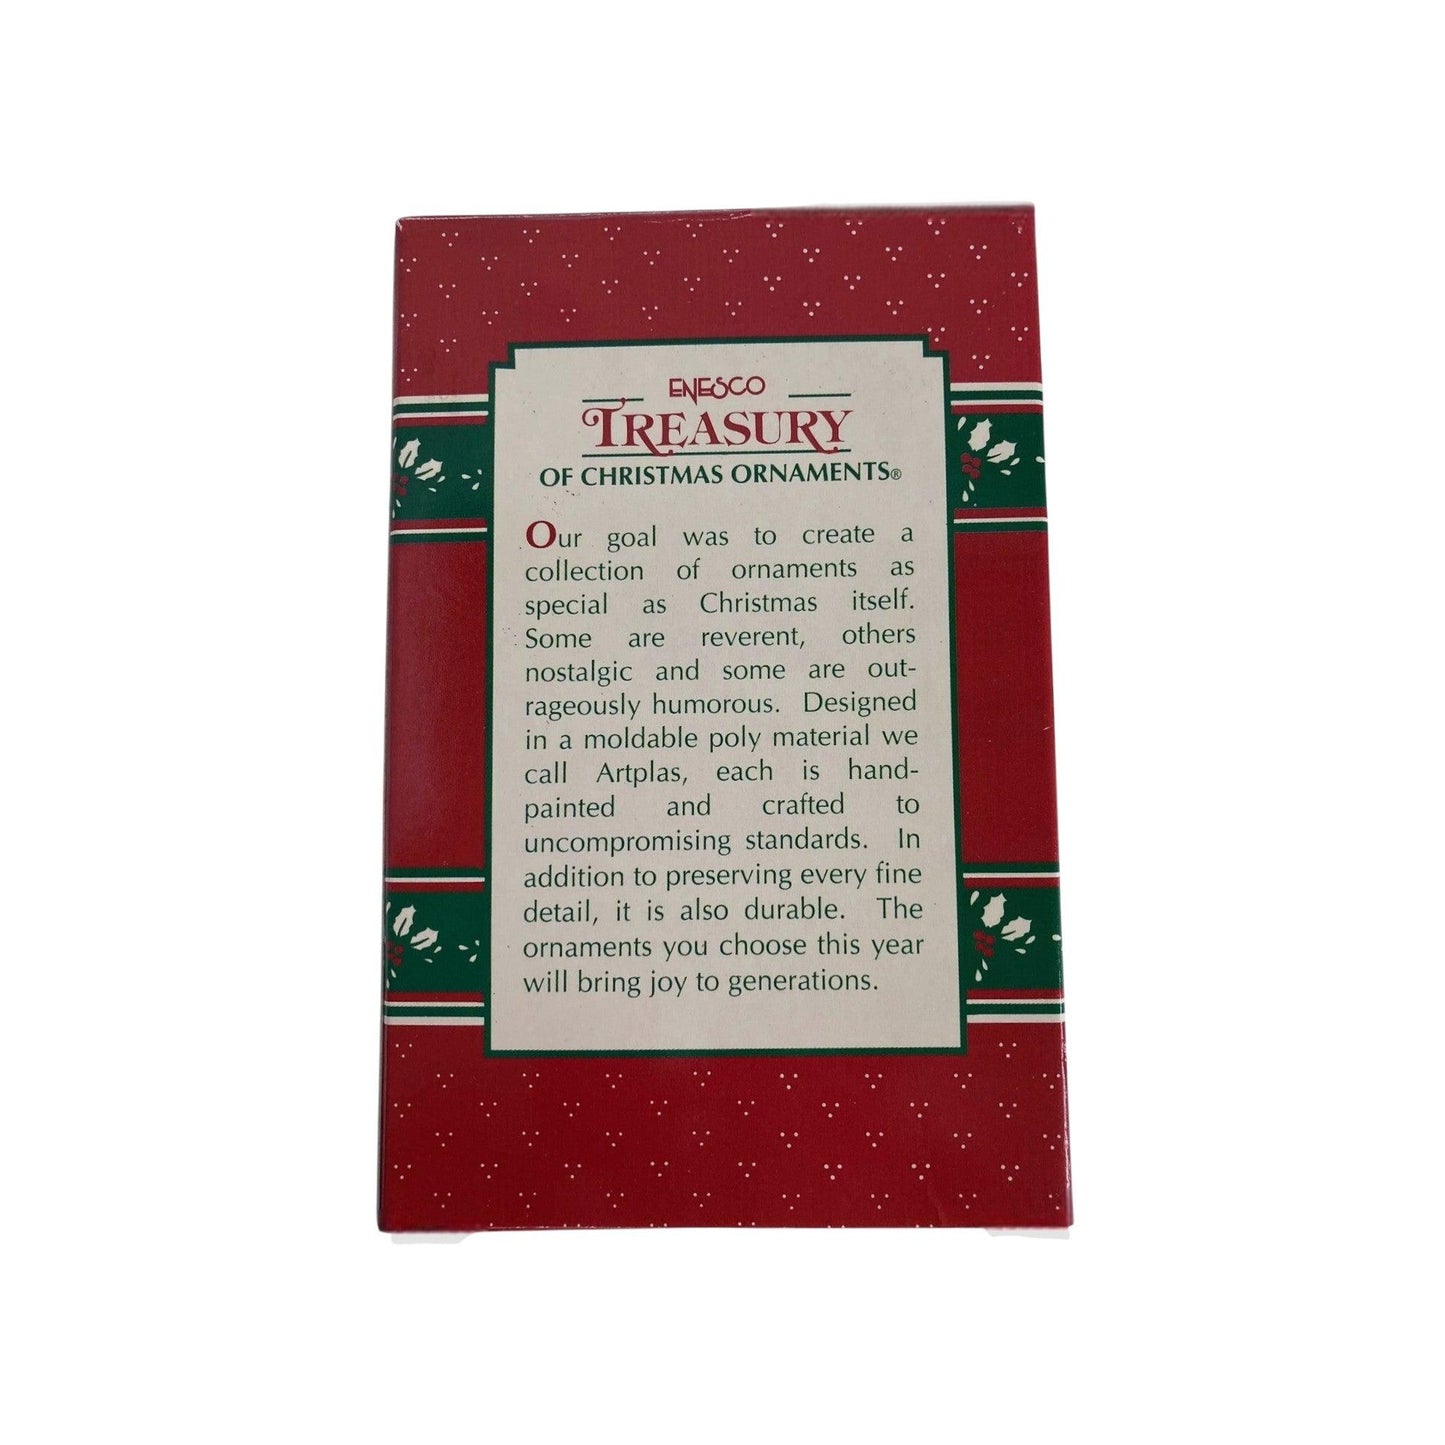 ENESCO
TREASURY
OF CHRISTMAS ORNAMENTS®
Our goal was to create a
collection of ornaments as
special as Christmas itself.
Some are reverent, others
nostalgic and some are out-
rageously humorous. Designed
in a moldable poly material we
call Artplas, each is hand-
painted and crafted to
uncompromising standards. In
addition to preserving every fine
detail, it is also durable. The
ornaments you choose this year
will bring joy to generations.